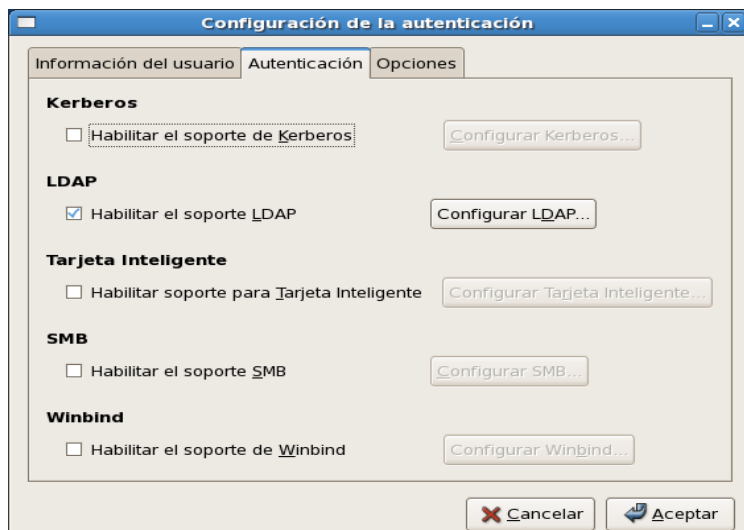 Configuración de la autenticación
Información del usuario Autenticación Opciones
Kerberos
Habilitar el soporte de Kerberos Configurar Kerberos...
LDAP
Habilitar el soporte LDAP Configurar LDAP...
Tarjeta Inteligente
Habilitar soporte para Tarjeta Inteligente Configurar Tarjeta Inteligente...
SMB
Habilitar el soporte SMB Configurar SMB...
Winbind
Habilitar el soporte de Winbind Configurar Winbind...
Cancelar Aceptar